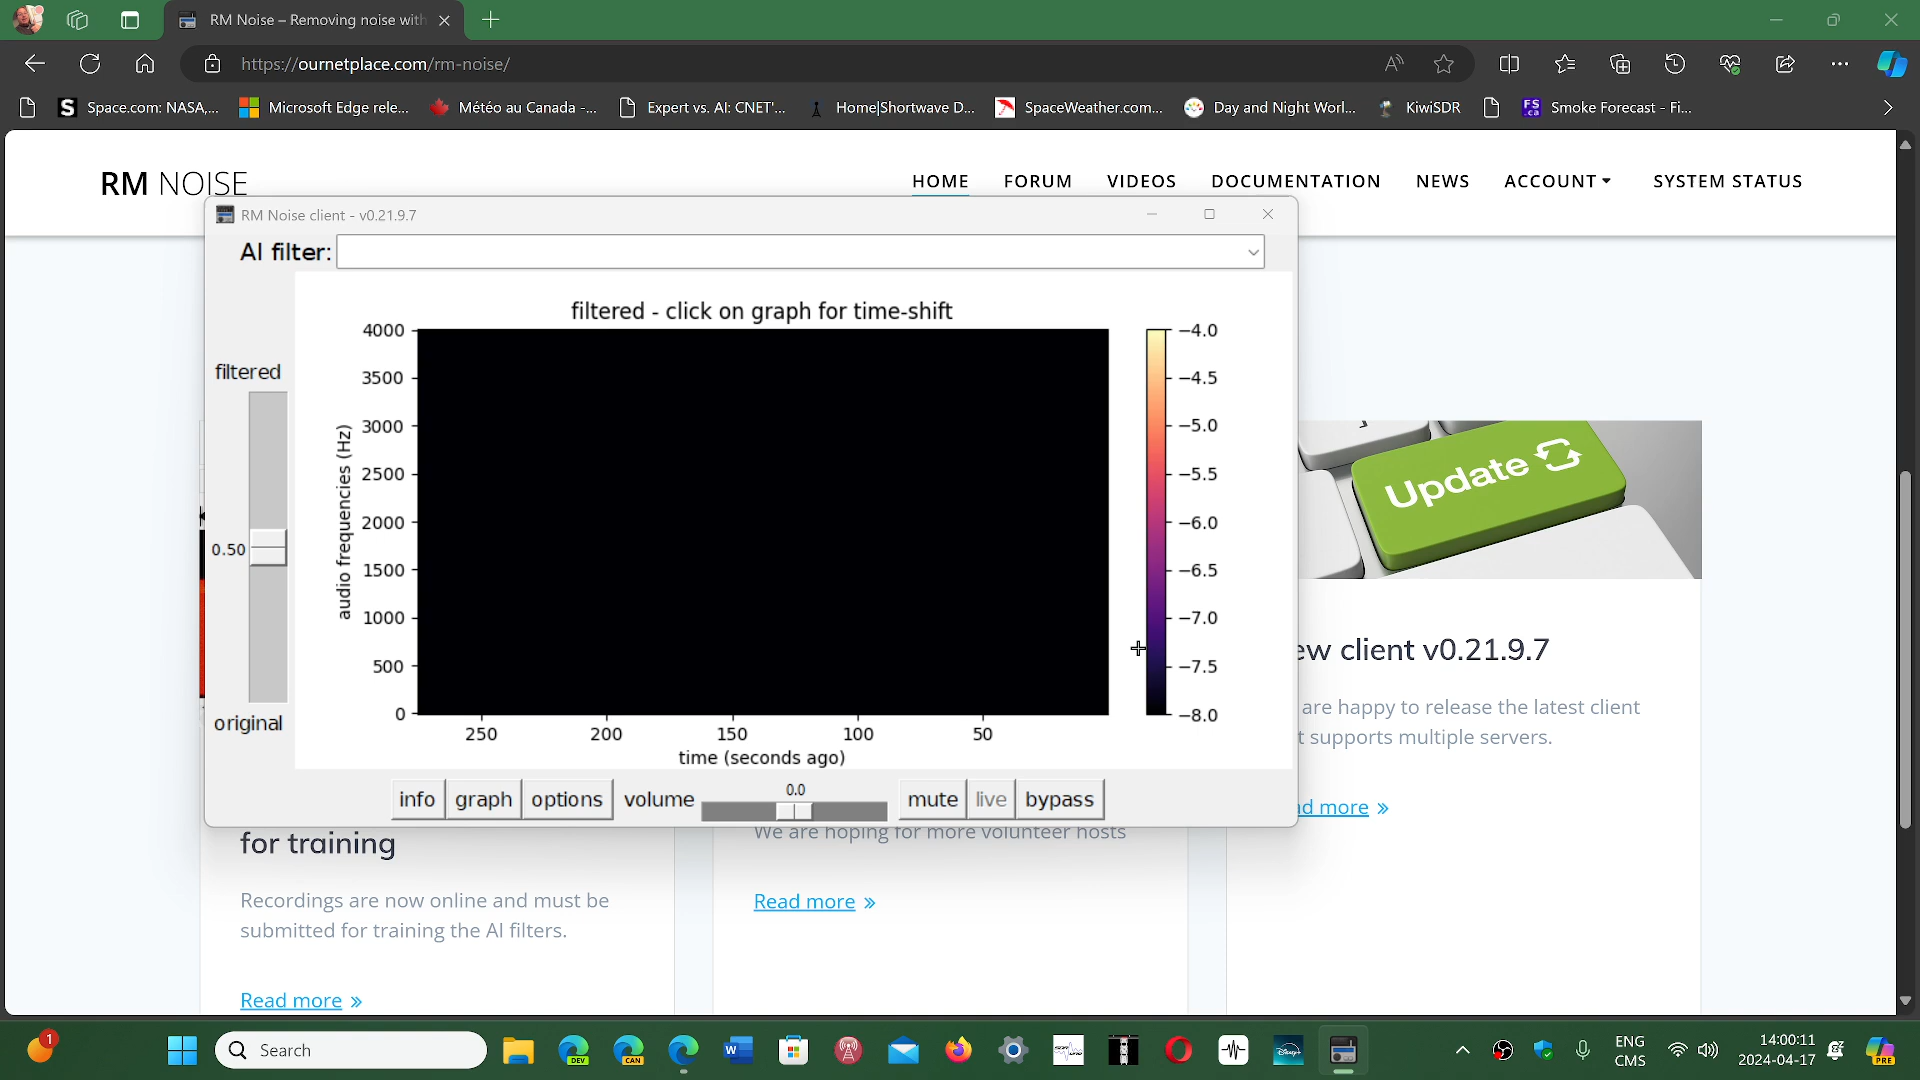 RM Noise – Removing noise with
https://ournetplace.com/rm-noise/
Space.com: NASA,...
Microsoft Edge rele...
Météo au Canada -...
Expert vs. AI: CNET'...
Home|Shortwave D...
SpaceWeather.com...
Day and Night Worl...
KiwiSDR
FS .ca
Smoke Forecast - Fi...
RM NOISE
HOME
FORUM
VIDEOS
DOCUMENTATION
NEWS
ACCOUNT
SYSTEM STATUS
RM Noise client - v0.21.9.7
AI filter:
filtered - click on graph for time-shift
filtered
0.50
original
audio frequencies (Hz)
4000
3500
3000
2500
2000
1500
1000
500
0
250
200
150
100
50
time (seconds ago)
−4.0
−4.5
−5.0
−5.5
−6.0
−6.5
−7.0
−7.5
−8.0
info
graph
options
volume
0.0
mute
live
bypass
Update
ew client v0.21.9.7
are happy to release the latest client
t supports multiple servers.
ad more »
for training
Recordings are now online and must be
submitted for training the AI filters.
Read more »
We are hoping for more volunteer hosts
Read more »
1
Search
DEV
CAN
Disney+
ENG
CMS
14:00:11
2024-04-17
PRE